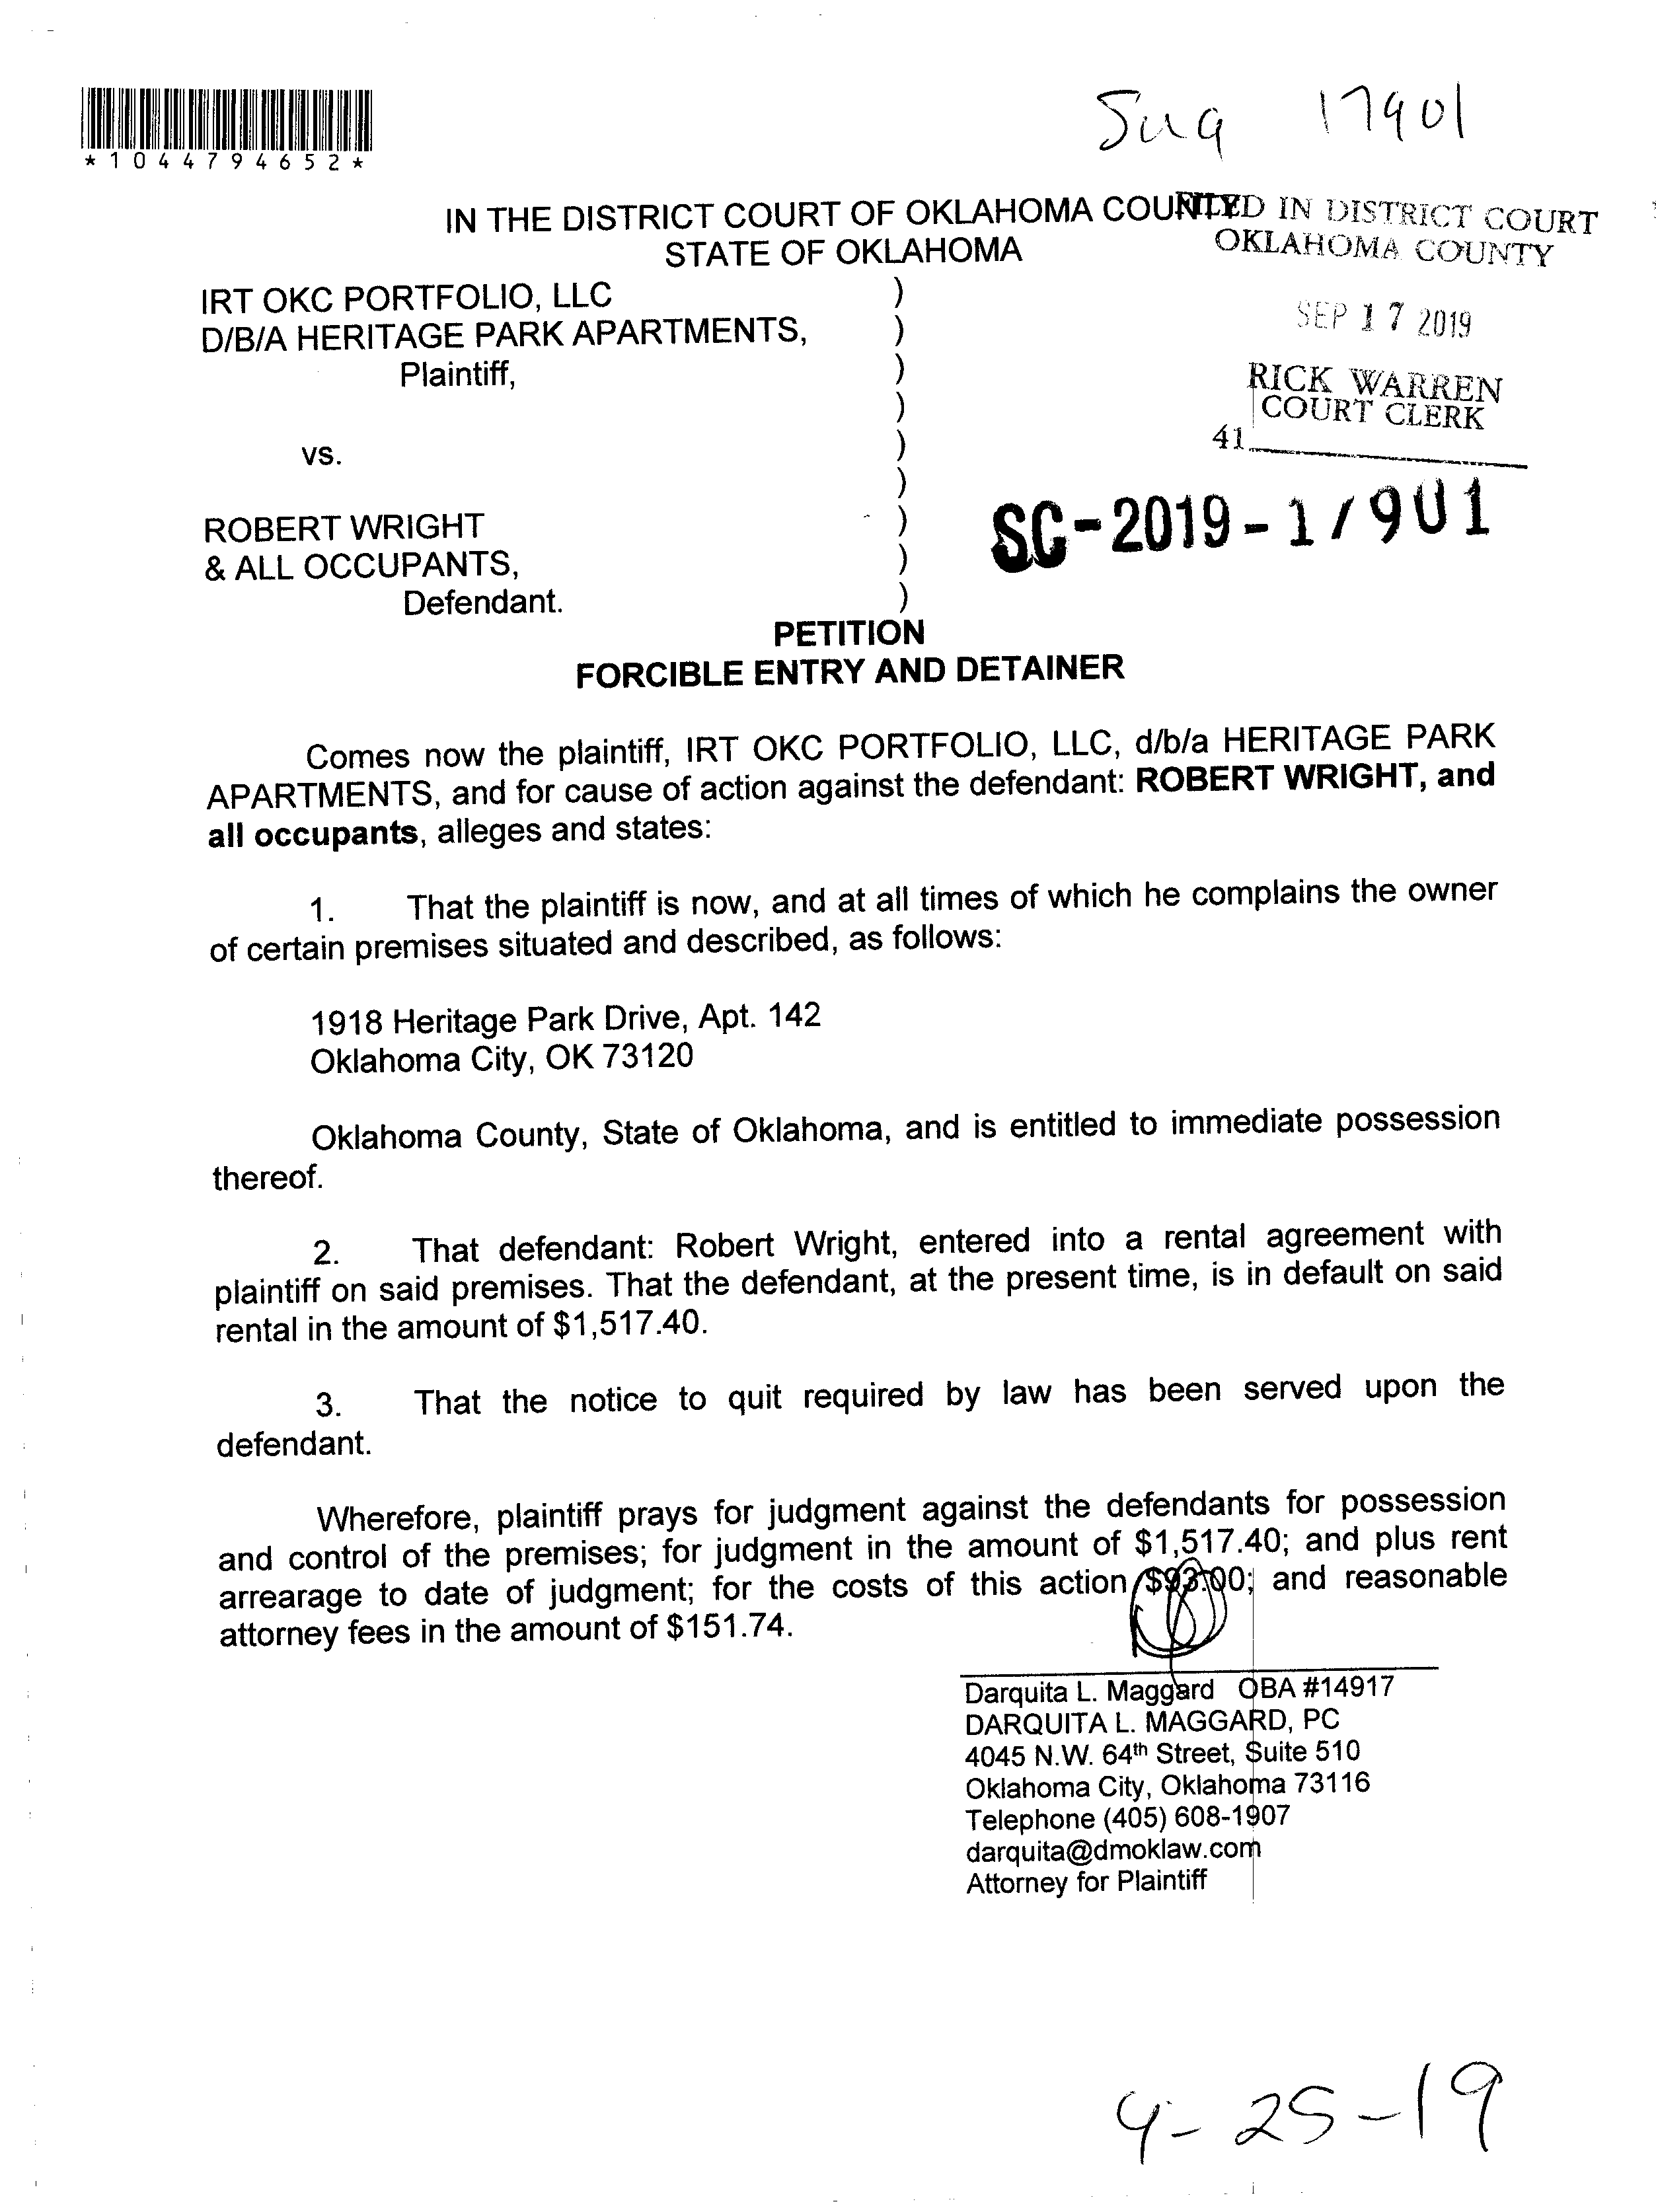 *1044794652*
17901
IN THE DISTRICT COURT OF OKLAHOMA COUNTY
STATE OF OKLAHOMA
FILED IN DISTRICT COURT
OKLAHOMA COUNTY
SEP 17 2019
RICK WARREN
COURT CLERK
41
SC-2019-17901
IRT OKC PORTFOLIO, LLC )
D/B/A HERITAGE PARK APARTMENTS, )
Plaintiff, )
)
vs. )
)
ROBERT WRIGHT )
& ALL OCCUPANTS, )
Defendant. )
PETITION
FORCIBLE ENTRY AND DETAINER
Comes now the plaintiff, IRT OKC PORTFOLIO, LLC, d/b/a HERITAGE PARK
APARTMENTS, and for cause of action against the defendant: ROBERT WRIGHT, and
all occupants, alleges and states:
1. That the plaintiff is now, and at all times of which he complains the owner
of certain premises situated and described, as follows:
1918 Heritage Park Drive, Apt. 142
Oklahoma City, OK 73120
Oklahoma County, State of Oklahoma, and is entitled to immediate possession
thereof.
2. That defendant: Robert Wright, entered into a rental agreement with
plaintiff on said premises. That the defendant, at the present time, is in default on said
rental in the amount of $1,517.40.
3. That the notice to quit required by law has been served upon the
defendant.
Wherefore, plaintiff prays for judgment against the defendants for possession
and control of the premises; for judgment in the amount of $1,517.40; and plus rent
arrearage to date of judgment; for the costs of this action $93.00; and reasonable
attorney fees in the amount of $151.74.
Darquita L. Maggard OBA #14917
DARQUITA L. MAGGARD, PC
4045 N.W. 64th Street, Suite 510
Oklahoma City, Oklahoma 73116
Telephone (405) 608-1907
darquita@dmoklaw.com
Attorney for Plaintiff
25-19